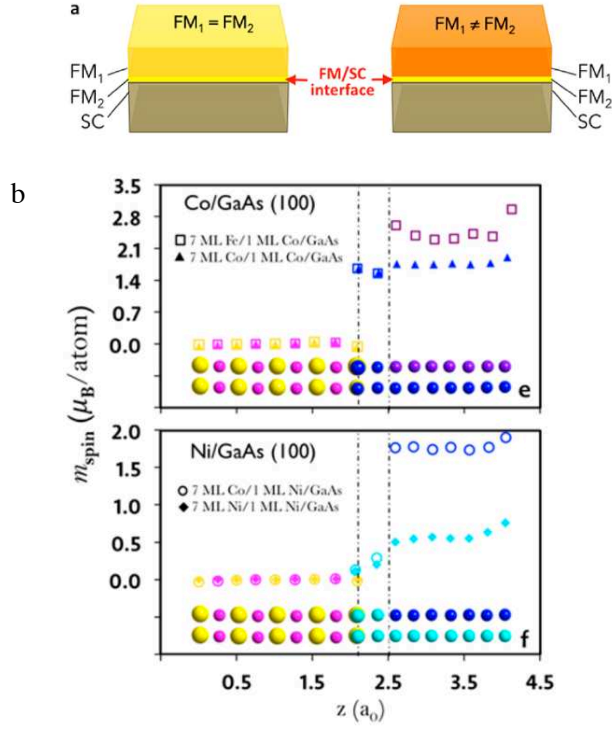 a
FM₁ = FM₂
FM₁ ≠ FM₂
FM₁
FM₂
SC
FM/SC
interface
FM₁
FM₂
SC
b
m_spin (μ_B/atom)
3.5
2.8
2.1
1.4
0.7
0.0
Co/GaAs (100)
7 ML Fe/1 ML Co/GaAs
7 ML Co/1 ML Co/GaAs
e
2.0
1.5
1.0
0.5
0.0
Ni/GaAs (100)
7 ML Co/1 ML Ni/GaAs
7 ML Ni/1 ML Ni/GaAs
f
0.5 1.5 2.5 3.5 4.5
z (a₀)